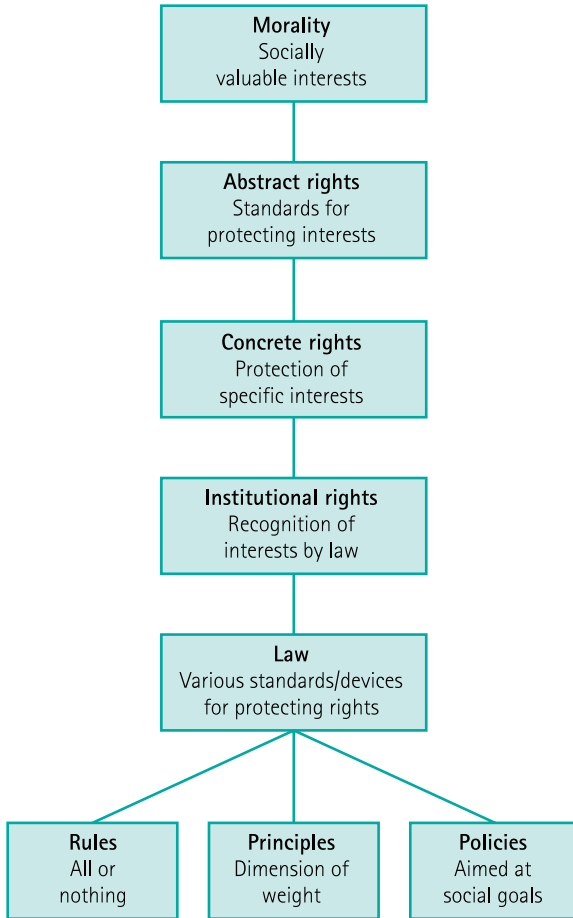 Morality
Socially
valuable interests
Abstract rights
Standards for
protecting interests
Concrete rights
Protection of
specific interests
Institutional rights
Recognition of
interests by law
Law
Various standards/devices
for protecting rights
Rules
All or
nothing
Principles
Dimension of
weight
Policies
Aimed at
social goals